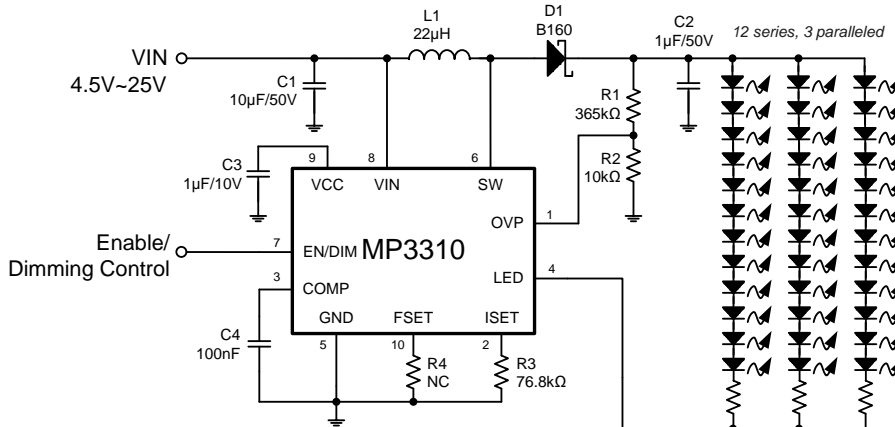 L1
22μH
D1
B160
C2
1μF/50V
12 series, 3 paralleled
VIN
4.5V~25V
C1
10μF/50V
R1
365kΩ
C3
1μF/10V
9
8
6
R2
10kΩ
VCC
VIN
SW
OVP
1
Enable/
Dimming Control
7
EN/DIM
MP3310
LED
4
3
COMP
C4
100nF
GND
FSET
ISET
5
10
2
R4
NC
R3
76.8kΩ